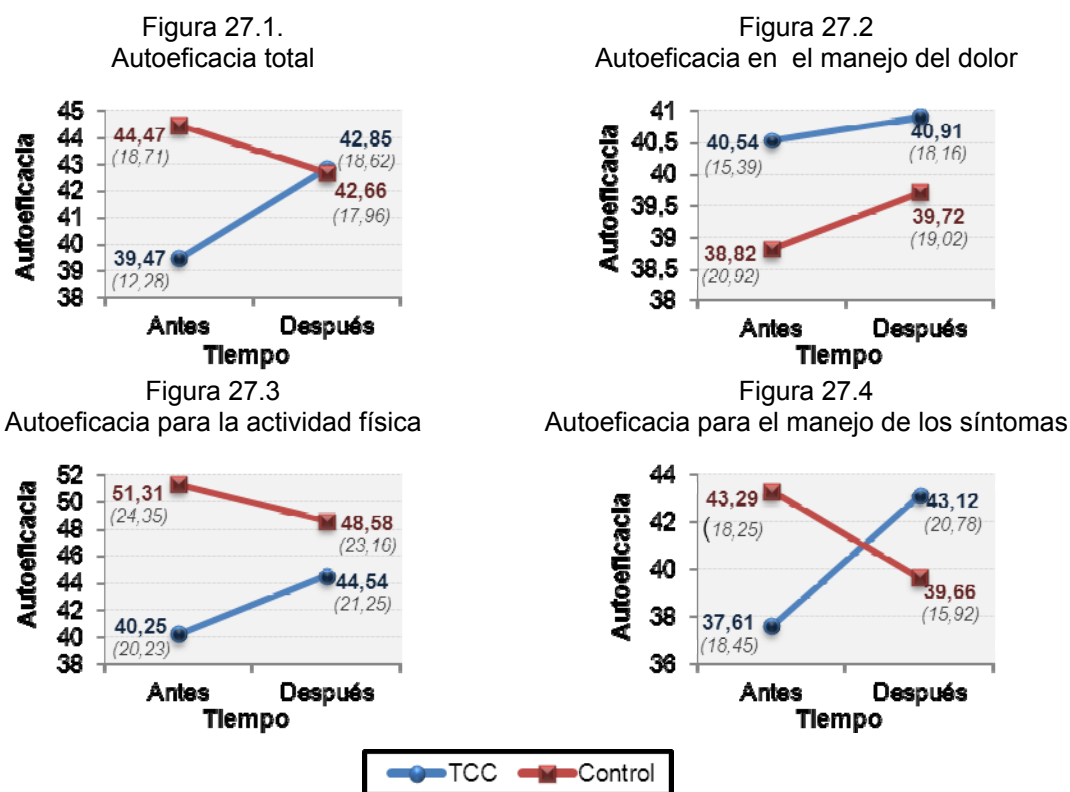 Figura 27.1.
Autoeficacia total
45
44
43
42
41
40
39
38
Autoeficacia
44,47
(18,71)
39,47
(12,28)
42,85
(18,62)
42,66
(17,96)
Antes Después
Tiempo
Figura 27.2
Autoeficacia en el manejo del dolor
41
40,5
40
39,5
39
38,5
38
Autoeficacia
40,54
(15,39)
38,82
(20,92)
40,91
(18,16)
39,72
(19,02)
Antes Después
Tiempo
Figura 27.3
Autoeficacia para la actividad física
52
50
48
46
44
42
40
38
Autoeficacia
51,31
(24,35)
40,25
(20,23)
48,58
(23,16)
44,54
(21,25)
Antes Después
Tiempo
Figura 27.4
Autoeficacia para el manejo de los síntomas
44
42
40
38
36
Autoeficacia
43,29
(18,25)
37,61
(18,45)
43,12
(20,78)
39,66
(15,92)
Antes Después
Tiempo
TCC Control